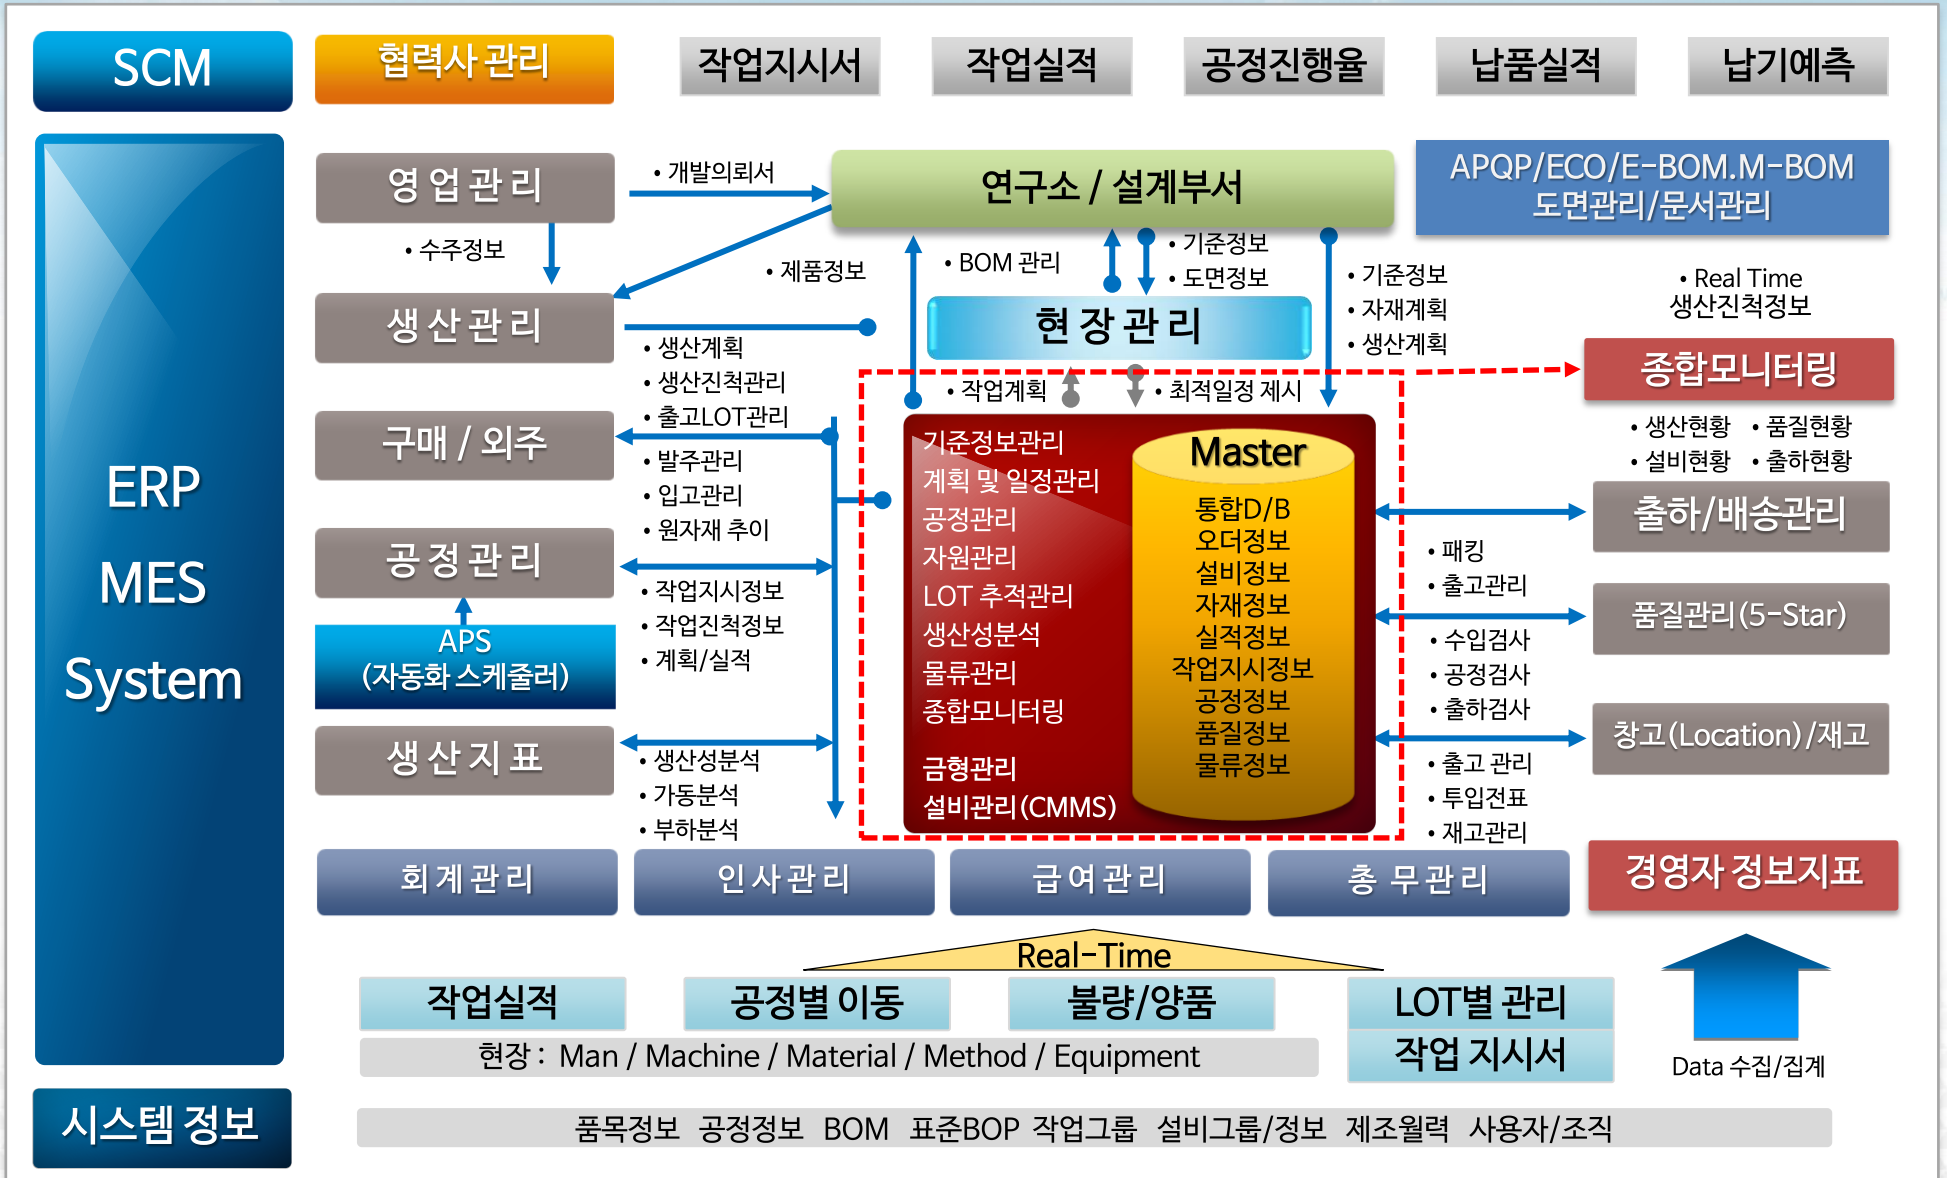 SCM
협력사 관리
작업지시서
작업실적
공정진행율
납품실적
납기예측
ERP
MES
System
영업관리
• 개발의뢰서
연구소 / 설계부서
APQP/ECO/E-BOM.M-BOM
도면관리/문서관리
• 수주정보
• 제품정보
• BOM 관리
• 기준정보
• 도면정보
• 기준정보
• 자재계획
• 생산계획
• Real Time
생산진척정보
생산관리
현장관리
• 생산계획
• 생산진척관리
• 출고LOT관리
• 작업계획
• 최적일정 제시
종합모니터링
• 생산현황 • 품질현황
• 설비현황 • 출하현황
구매 / 외주
• 발주관리
• 입고관리
• 원자재 추이
기준정보관리
계획 및 일정관리
공정관리
자원관리
LOT 추적관리
생산성분석
물류관리
종합모니터링
금형관리
설비관리(CMMS)
Master
통합D/B
오더정보
설비정보
자재정보
실적정보
작업지시정보
공정정보
품질정보
물류정보
출하/배송관리
• 패킹
• 출고관리
공정관리
• 작업지시정보
• 작업진척정보
• 계획/실적
APS
(자동화 스케줄러)
품질관리(5-Star)
• 수입검사
• 공정검사
• 출하검사
생산지표
• 생산성분석
• 가동분석
• 부하분석
창고(Location)/재고
• 출고 관리
• 투입전표
• 재고관리
회계관리
인사관리
급여관리
총 무관리
경영자 정보지표
Real-Time
작업실적
공정별 이동
불량/양품
LOT별 관리
현장 : Man / Machine / Material / Method / Equipment
작업 지시서
Data 수집/집계
시스템 정보
품목정보 공정정보 BOM 표준BOP 작업그룹 설비그룹/정보 제조월력 사용자/조직